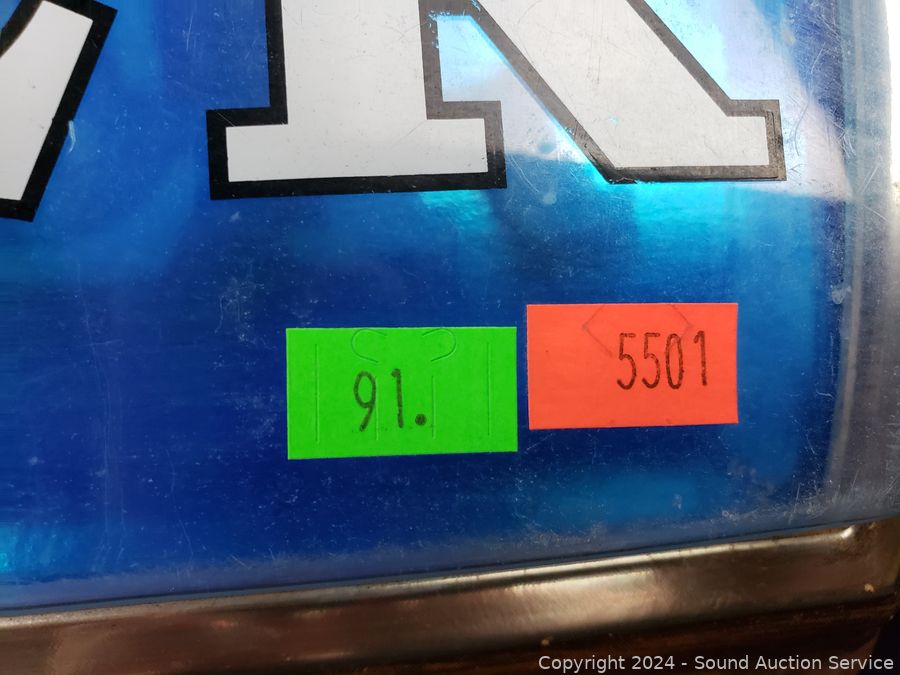 R
91.
5501
Copyright 2024 - Sound Auction Service